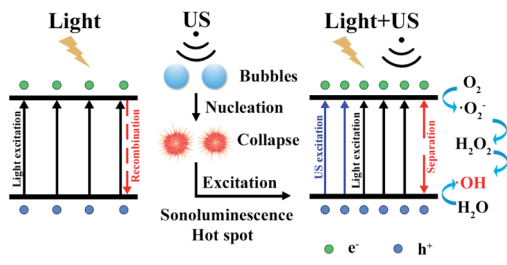 Light
US
Light+US
Bubbles
Nucleation
Collapse
Excitation
Sonoluminescence
Hot spot
Light excitation
Recombination
US excitation
Light excitation
Separation
O₂
·O₂⁻
H₂O₂
·OH
H₂O
e⁻
h⁺